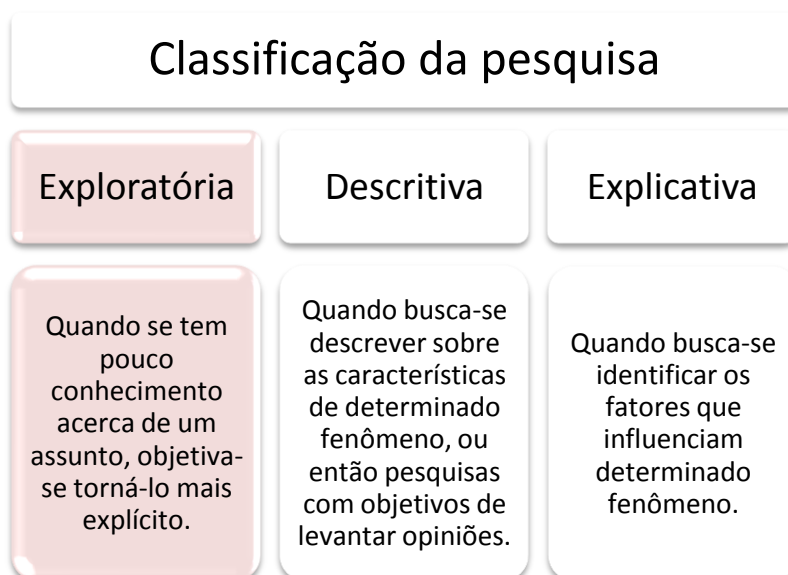 Classificação da pesquisa
Exploratória
Descritiva
Explicativa
Quando se tem
pouco
conhecimento
acerca de um
assunto, objetiva-
se torná-lo mais
explícito.
Quando busca-se
descrever sobre
as características
de determinado
fenômeno, ou
então pesquisas
com objetivos de
levantar opiniões.
Quando busca-se
identificar os
fatores que
influenciam
determinado
fenômeno.